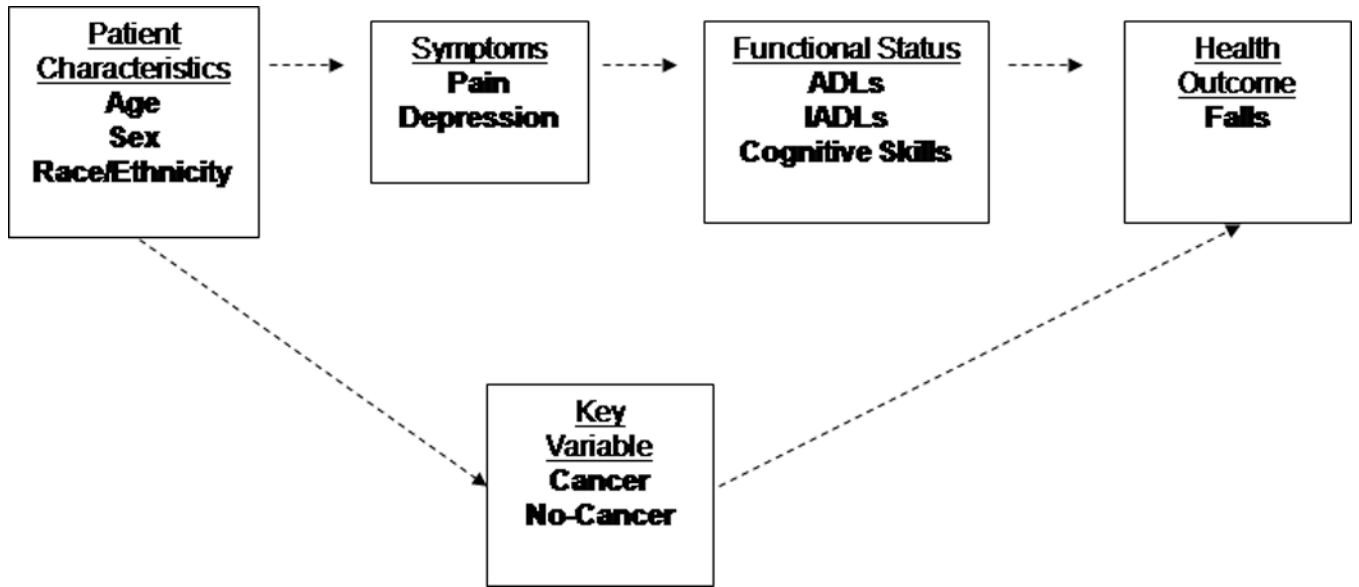 Patient
Characteristics
Age
Sex
Race/Ethnicity
Symptoms
Pain
Depression
Functional Status
ADLs
IADLs
Cognitive Skills
Health
Outcome
Falls
Key
Variable
Cancer
No-Cancer